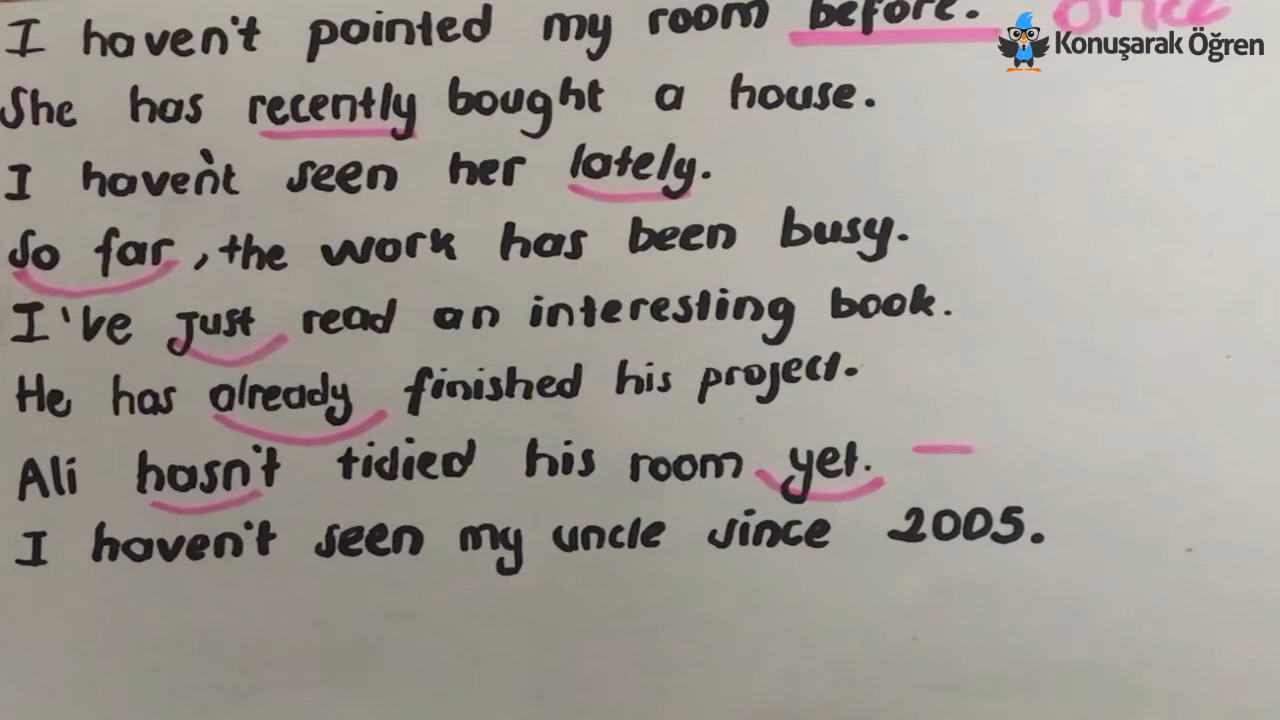 I haven't painted my room before. once
Konuşarak Öğren
She has recently bought a house.
I haven't seen her lately.
So far, the work has been busy.
I've just read an interesting book.
He has already finished his project.
Ali hasn't tidied his room yet. —
I haven't seen my uncle since 2005.